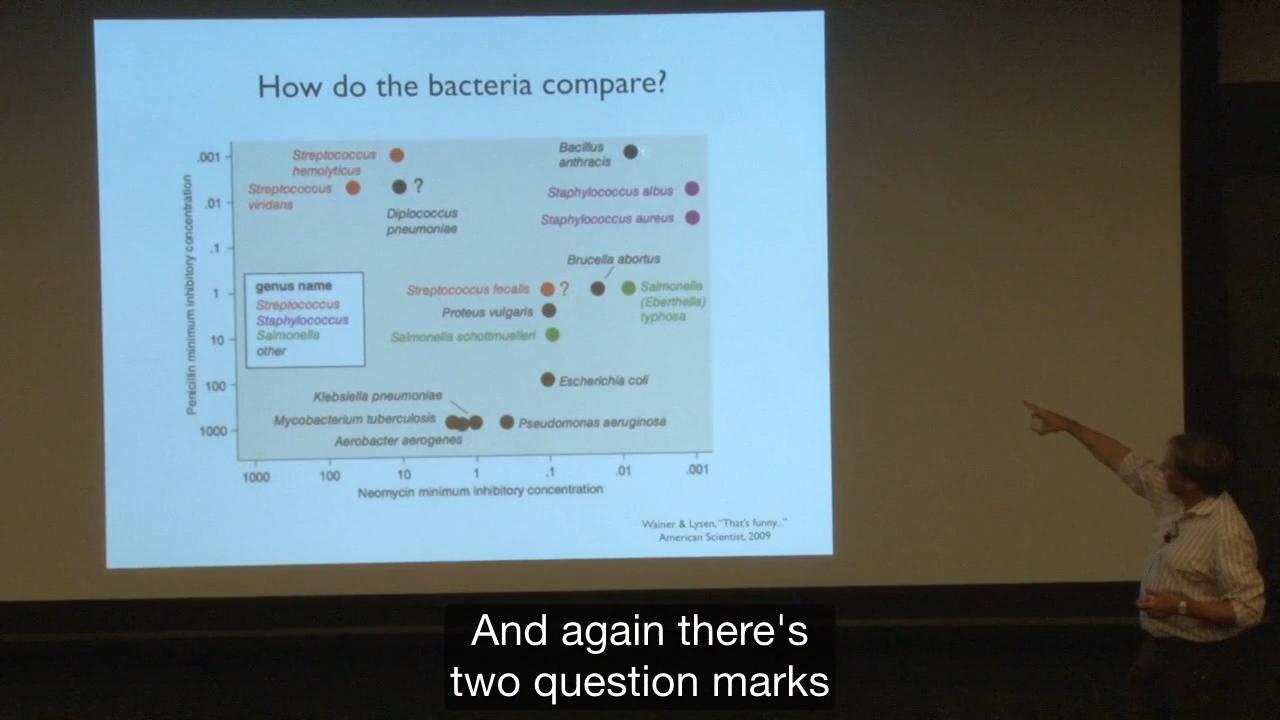 How do the bacteria compare?
.001
.01
.1
1
10
100
1000
Penicillin minimum inhibitory concentration
Streptococcus
hemolyticus
Streptococcus
viridans
?
Diplococcus
pneumoniae
Bacillus
anthracis
Staphylococcus albus
Staphylococcus aureus
Brucella abortus
genus name
Streptococcus
Staphylococcus
Salmonella
other
Streptococcus fecalis
?
Salmonella
(Eberthella)
typhosa
Proteus vulgaris
Salmonella schottmuelleri
Escherichia coli
Klebsiella pneumoniae
Mycobacterium tuberculosis
Pseudomonas aeruginosa
Aerobacter aerogenes
1000 100 10 1 .1 .01 .001
Neomycin minimum inhibitory concentration
Wainer & Lysen, "That's funny..."
American Scientist, 2009
And again there's
two question marks